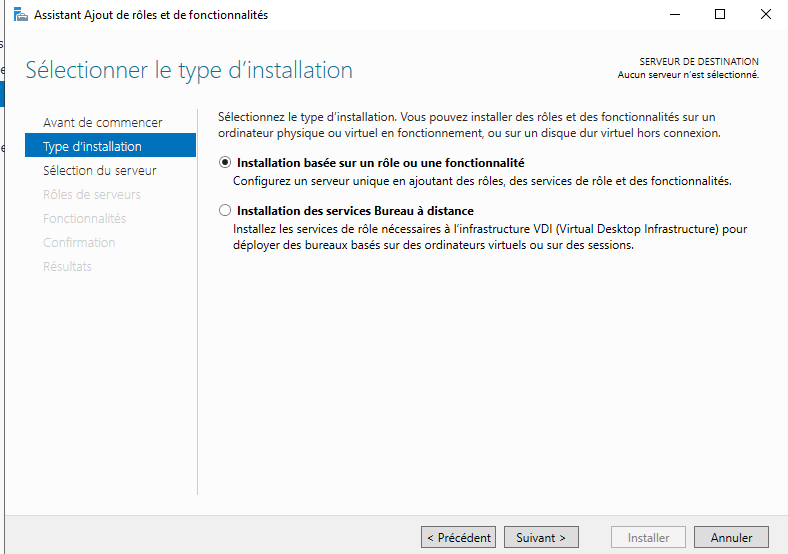 Assistant Ajout de rôles et de fonctionnalités
Sélectionner le type d'installation
SERVEUR DE DESTINATION
Aucun serveur n'est sélectionné.
Avant de commencer
Type d'installation
Sélection du serveur
Rôles de serveurs
Fonctionnalités
Confirmation
Résultats
Sélectionnez le type d'installation. Vous pouvez installer des rôles et des fonctionnalités sur un
ordinateur physique ou virtuel en fonctionnement, ou sur un disque dur virtuel hors connexion.
Installation basée sur un rôle ou une fonctionnalité
Configurez un serveur unique en ajoutant des rôles, des services de rôle et des fonctionnalités.
Installation des services Bureau à distance
Installez les services de rôle nécessaires à l'infrastructure VDI (Virtual Desktop Infrastructure) pour
déployer des bureaux basés sur des ordinateurs virtuels ou sur des sessions.
< Précédent
Suivant >
Installer
Annuler